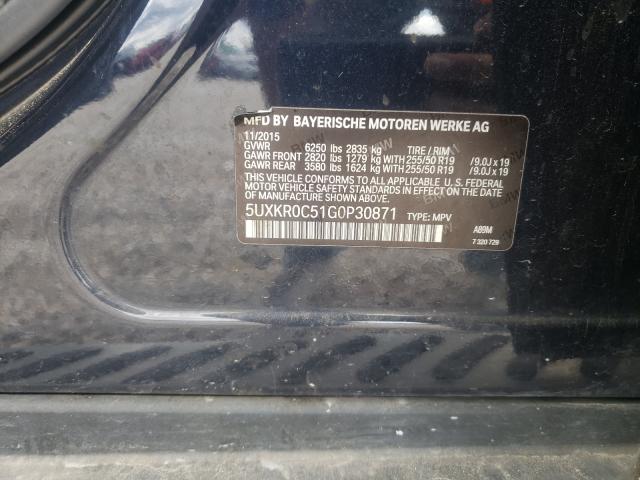 MFD BY BAYERISCHE MOTOREN WERKE AG
11/2015
GVWR 6250 lbs 2835 kg TIRE / RIM
GAWR FRONT 2820 lbs 1279 kg WITH 255/50 R19 /9.0J x 19
GAWR REAR 3580 lbs 1624 kg WITH 255/50 R19 /9.0J x 19
THIS VEHICLE CONFORMS TO ALL APPLICABLE U.S. FEDERAL
MOTOR VEHICLE SAFETY STANDARDS IN EFFECT ON THE DATE
OF MANUFACTURE SHOWN ABOVE.
5UXKR0C51G0P30871 TYPE: MPV
A89M
7 320 729